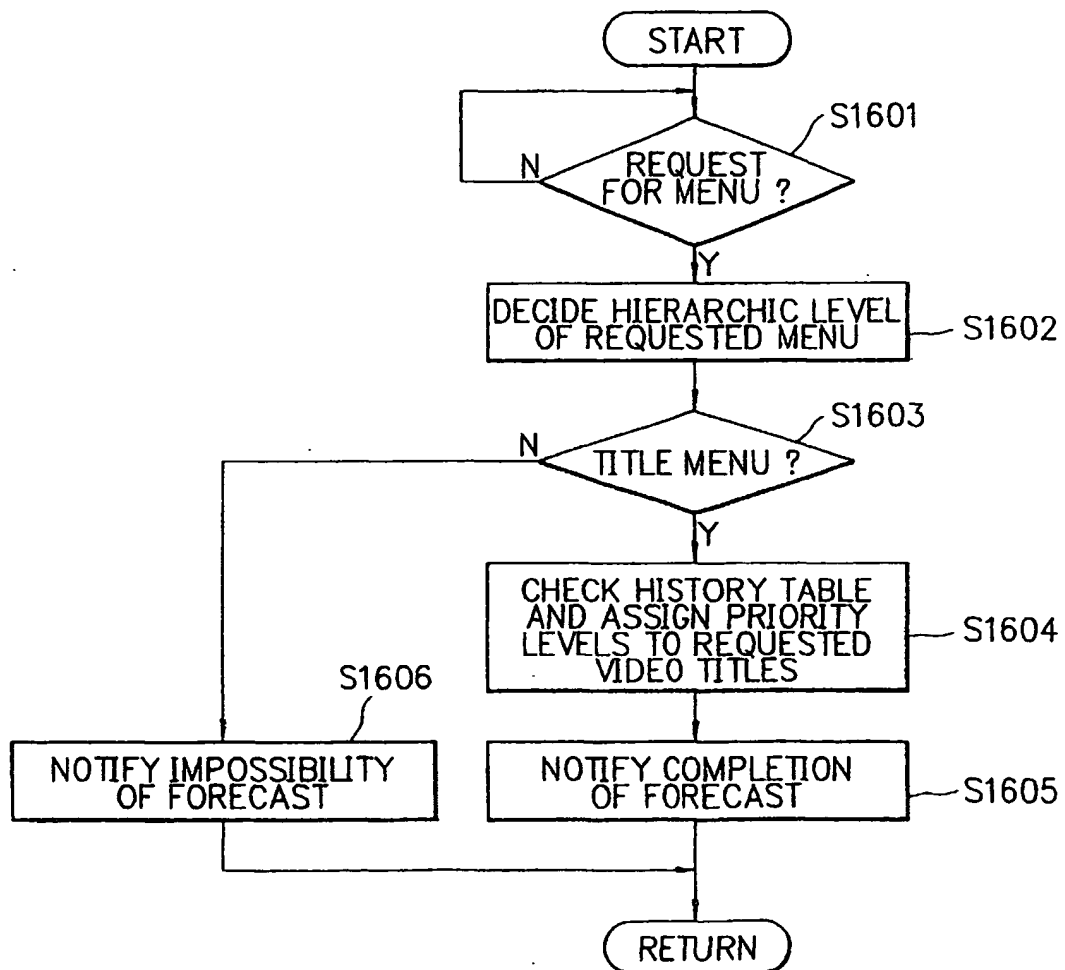 START
S1601
N
REQUEST
FOR MENU ?
Y
DECIDE HIERARCHIC LEVEL
OF REQUESTED MENU
S1602
S1603
N
TITLE MENU ?
Y
CHECK HISTORY TABLE
AND ASSIGN PRIORITY
LEVELS TO REQUESTED
VIDEO TITLES
S1604
S1606
NOTIFY IMPOSSIBILITY
OF FORECAST
NOTIFY COMPLETION
OF FORECAST
S1605
RETURN